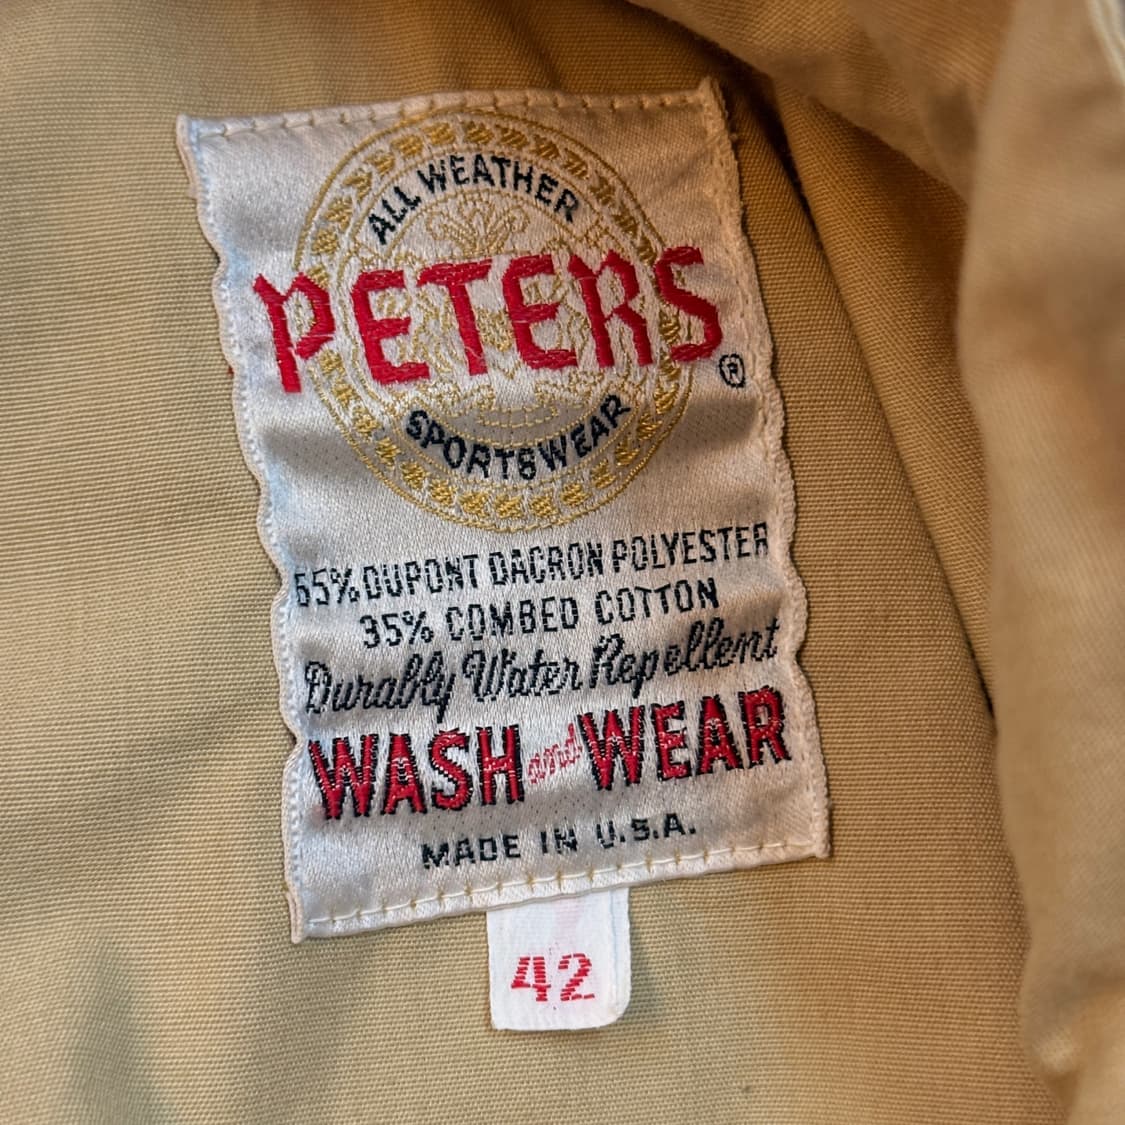 ALL WEATHER
PETERS
®
SPORTSWEAR
65% DUPONT DACRON POLYESTER
35% COMBED COTTON
Durably Water Repellent
WASH and WEAR
MADE IN U.S.A.
42